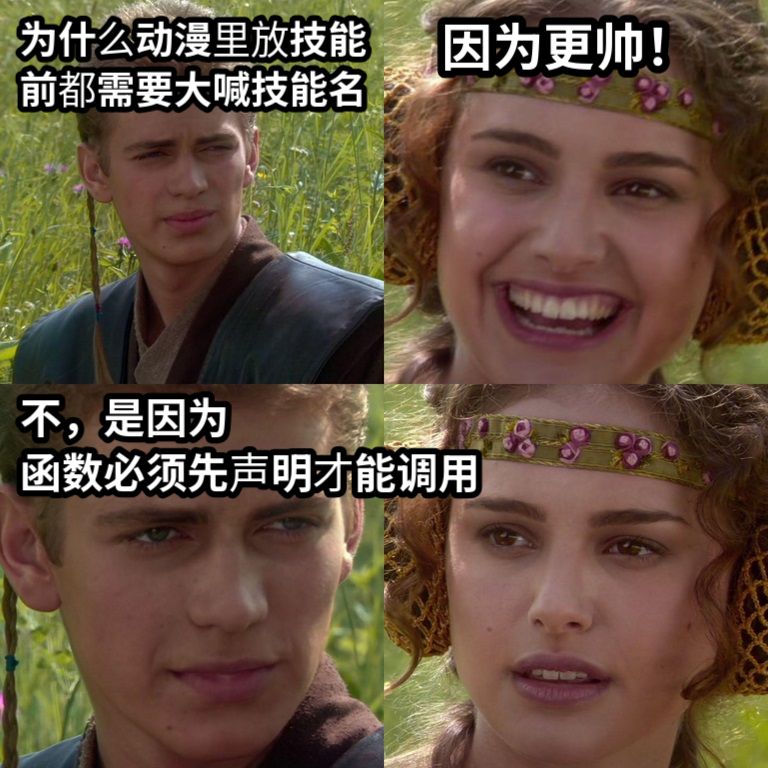 为什么动漫里放技能
前都需要大喊技能名
因为更帅！
不，是因为
函数必须先声明才能调用